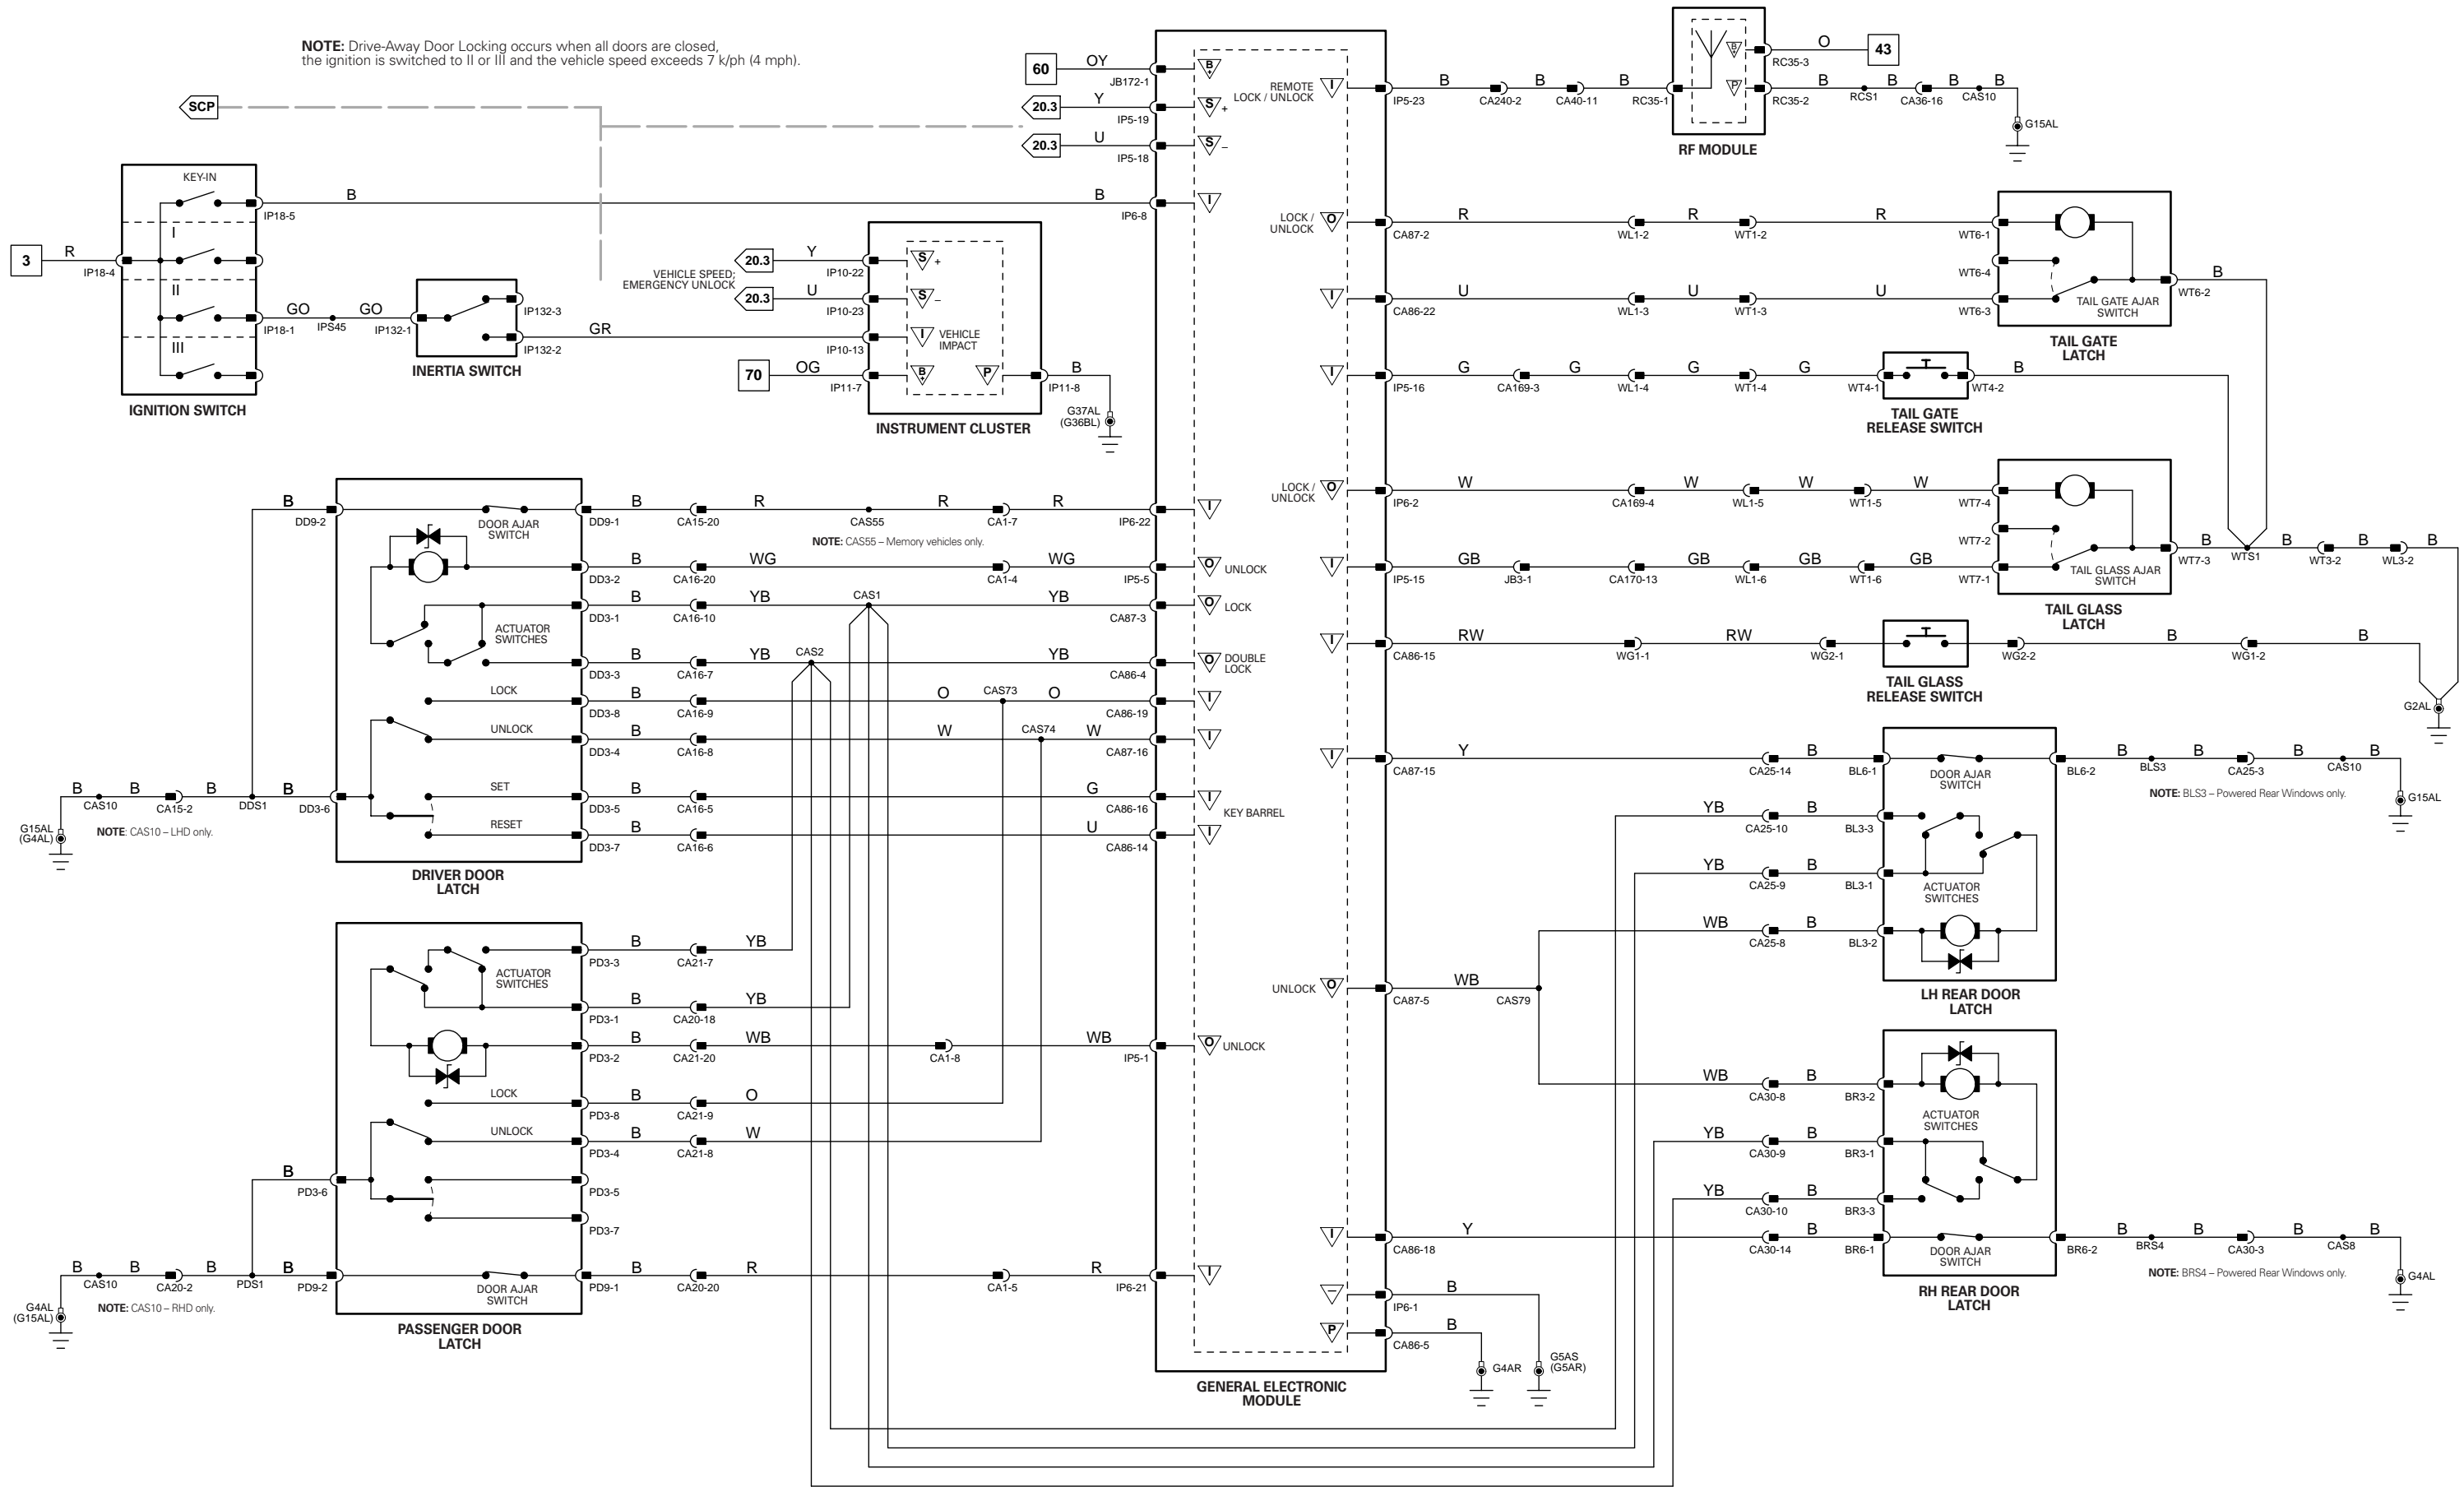 NOTE: Drive-Away Door Locking occurs when all doors are closed,
the ignition is switched to II or III and the vehicle speed exceeds 7 k/ph (4 mph).
SCP
60
OY
JB172-1
B
+
20.3
Y
IP5-19
S
+
20.3
U
IP5-18
S
–
REMOTE
LOCK / UNLOCK
I
IP5-23
B
CA240-2
B
CA40-11
B
RC35-1
B
+
RC35-3
O
43
P
RC35-2
B
RCS1
B
CA36-16
B
CAS10
B
G15AL
RF MODULE
3
R
IP18-4
KEY-IN
I
II
III
IP18-5
B
B
IP6-8
I
IP18-1
GO
IPS45
GO
IP132-1
IGNITION SWITCH
IP132-3
IP132-2
GR
INERTIA SWITCH
VEHICLE SPEED;
EMERGENCY UNLOCK
20.3
Y
IP10-22
S
+
20.3
U
IP10-23
S
–
IP10-13
I
VEHICLE
IMPACT
70
OG
IP11-7
B
+
P
IP11-8
B
G37AL
(G36BL)
INSTRUMENT CLUSTER
LOCK /
UNLOCK
O
CA87-2
R
WL1-2
R
WT1-2
R
WT6-1
WT6-4
I
CA86-22
U
WL1-3
U
WT1-3
U
WT6-3
TAIL GATE AJAR
SWITCH
WT6-2
B
TAIL GATE
LATCH
I
IP5-16
G
CA169-3
G
WL1-4
G
WT1-4
G
WT4-1
WT4-2
B
TAIL GATE
RELEASE SWITCH
LOCK /
UNLOCK
O
IP6-2
W
CA169-4
W
WL1-5
W
WT1-5
W
WT7-4
WT7-2
I
IP5-15
GB
JB3-1
CA170-13
GB
WL1-6
GB
WT1-6
GB
WT7-1
TAIL GLASS AJAR
SWITCH
WT7-3
B
WTS1
B
WT3-2
B
WL3-2
B
TAIL GLASS
LATCH
I
CA86-15
RW
WG1-1
RW
WG2-1
WG2-2
B
WG1-2
B
G2AL
TAIL GLASS
RELEASE SWITCH
B
DD9-2
DOOR AJAR
SWITCH
DD9-1
B
CA15-20
R
CAS55
R
CA1-7
R
IP6-22
I
NOTE: CAS55 – Memory vehicles only.
DD3-2
B
CA16-20
WG
CA1-4
WG
IP5-5
O
UNLOCK
DD3-1
B
CA16-10
YB
CAS1
YB
CA87-3
O
LOCK
ACTUATOR
SWITCHES
DD3-3
B
CA16-7
YB
CAS2
YB
CA86-4
O
DOUBLE
LOCK
LOCK
DD3-8
B
CA16-9
O
CAS73
O
CA86-19
I
UNLOCK
DD3-4
B
CA16-8
W
CAS74
W
CA87-16
I
B
CAS10
B
CA15-2
B
DDS1
B
DD3-6
G15AL
(G4AL)
NOTE: CAS10 – LHD only.
SET
DD3-5
B
CA16-5
G
CA86-16
I
KEY BARREL
RESET
DD3-7
B
CA16-6
U
CA86-14
I
DRIVER DOOR
LATCH
I
CA87-15
Y
CA25-14
B
BL6-1
DOOR AJAR
SWITCH
BL6-2
B
BLS3
B
CA25-3
B
CAS10
B
G15AL
NOTE: BLS3 – Powered Rear Windows only.
YB
CA25-10
B
BL3-3
YB
CA25-9
B
BL3-1
ACTUATOR
SWITCHES
WB
CA25-8
B
BL3-2
LH REAR DOOR
LATCH
UNLOCK
O
CA87-5
WB
CAS79
ACTUATOR
SWITCHES
PD3-3
B
CA21-7
YB
PD3-1
B
CA20-18
YB
PD3-2
B
CA21-20
WB
CA1-8
WB
IP5-1
O
UNLOCK
LOCK
PD3-8
B
CA21-9
O
UNLOCK
PD3-4
B
CA21-8
W
B
PD3-6
PD3-5
PD3-7
B
CAS10
B
CA20-2
B
PDS1
B
PD9-2
G4AL
(G15AL)
NOTE: CAS10 – RHD only.
DOOR AJAR
SWITCH
PD9-1
B
CA20-20
R
CA1-5
R
IP6-21
I
PASSENGER DOOR
LATCH
WB
CA30-8
B
BR3-2
ACTUATOR
SWITCHES
YB
CA30-9
B
BR3-1
YB
CA30-10
B
BR3-3
I
CA86-18
Y
CA30-14
B
BR6-1
DOOR AJAR
SWITCH
BR6-2
B
BRS4
B
CA30-3
B
CAS8
B
G4AL
NOTE: BRS4 – Powered Rear Windows only.
RH REAR DOOR
LATCH
–
IP6-1
B
P
CA86-5
B
G4AR
G5AS
(G5AR)
GENERAL ELECTRONIC
MODULE